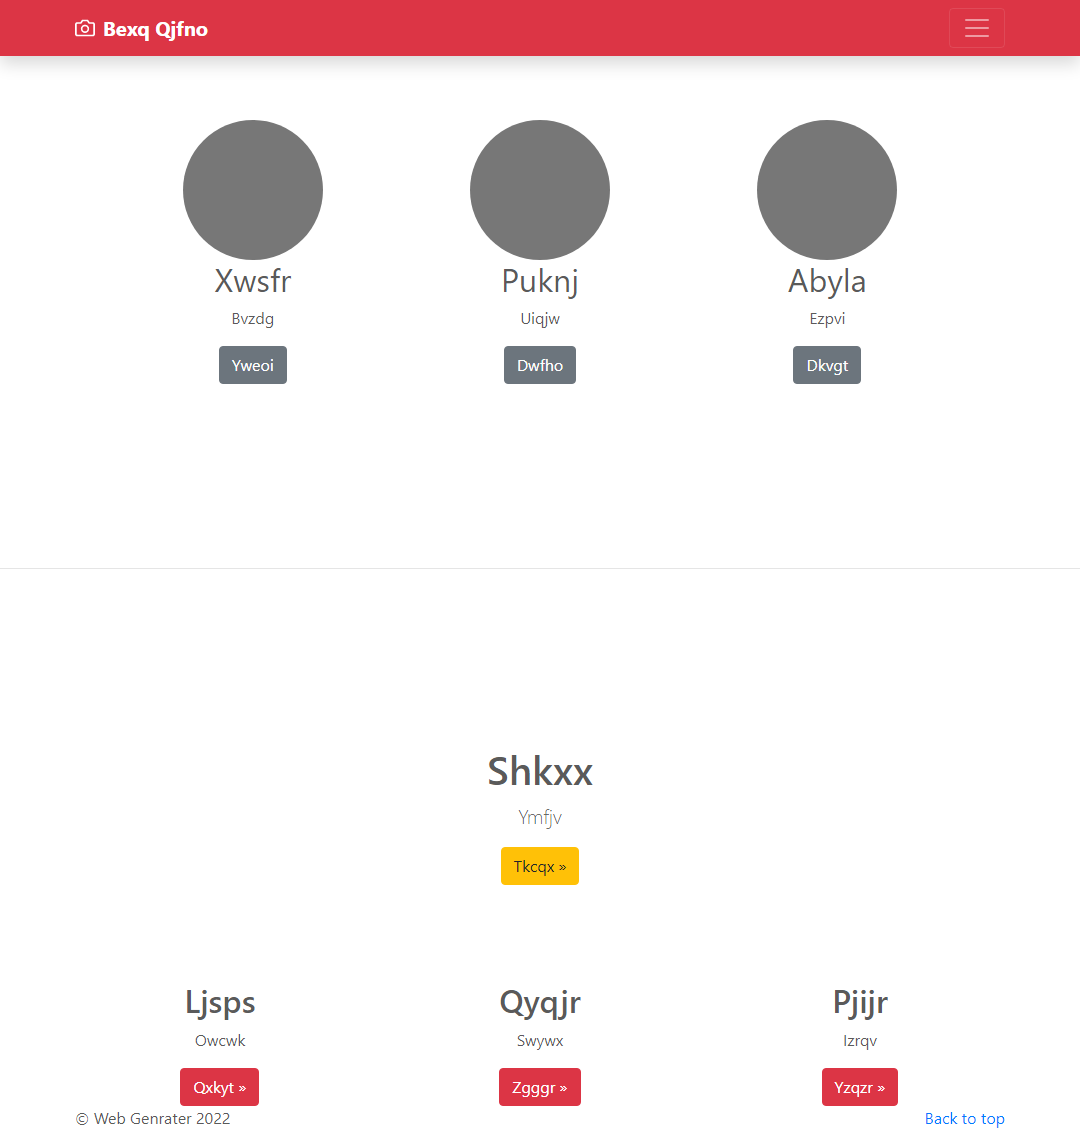 Bexq Qjfno
Xwsfr
Puknj
Abyla
Bvzdg
Uiqjw
Ezpvi
Yweoi
Dwfho
Dkvgt
Shkxx
Ymfjv
Tkcqx »
Ljsps
Qyqjr
Pjijr
Owcwk
Swywx
Izrqv
Qxkyt »
Zgggr »
Yzqzr »
© Web Genrater 2022
Back to top